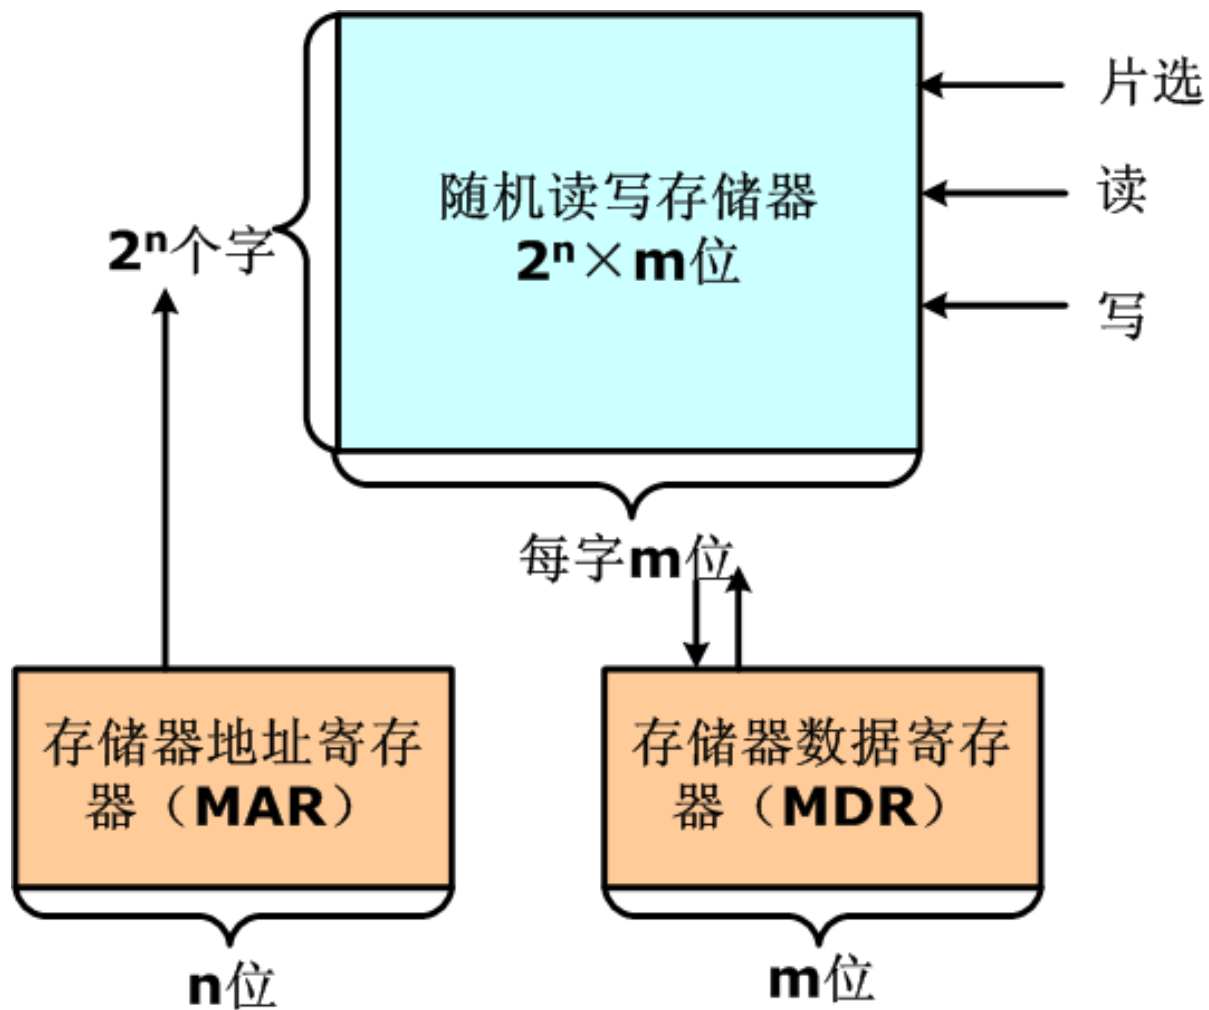 片选
随机读写存储器
2ⁿ×m位
读
2ⁿ个字
写
每字m位
存储器地址寄存
器（MAR）
存储器数据寄存
器（MDR）
n位
m位